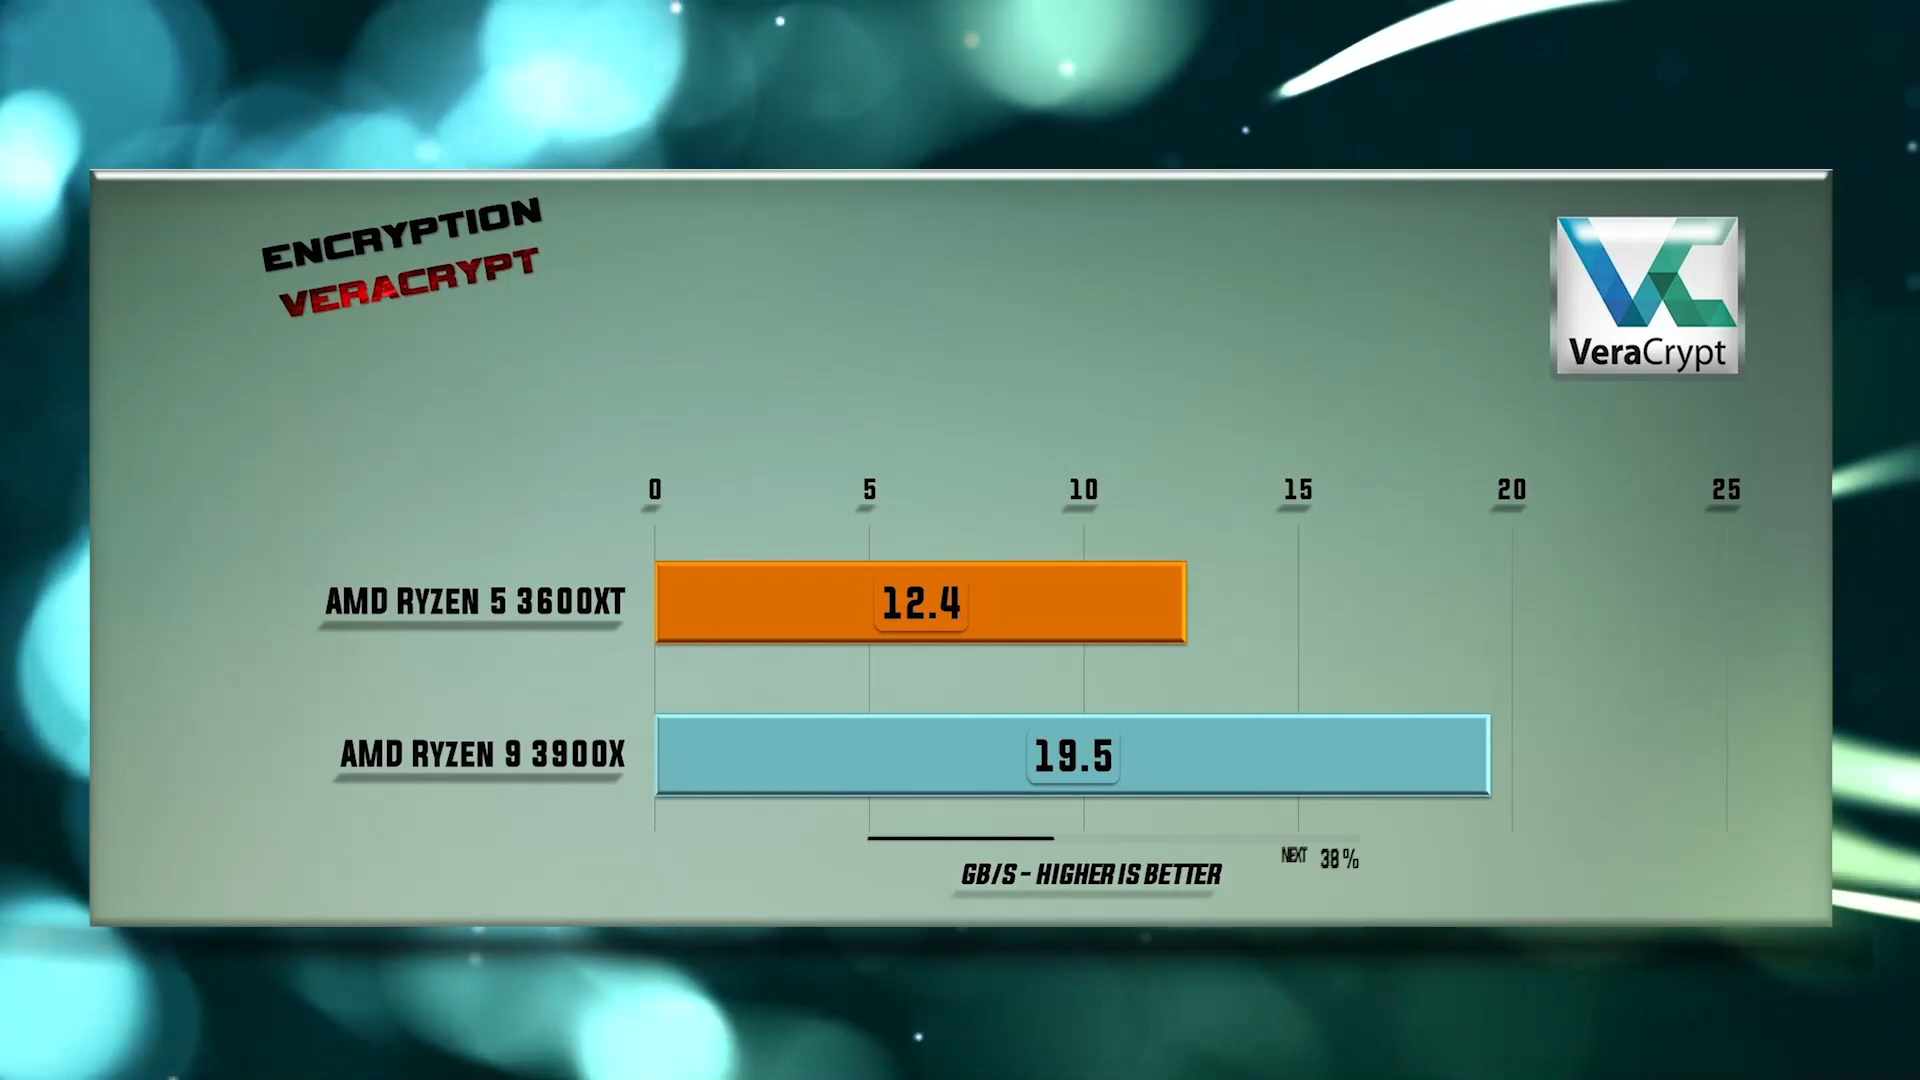 ENCRYPTION
VERACRYPT
VeraCrypt
0 5 10 15 20 25
AMD RYZEN 5 3600XT 12.4
AMD RYZEN 9 3900X 19.5
NEXT 38%
GB/S - HIGHER IS BETTER